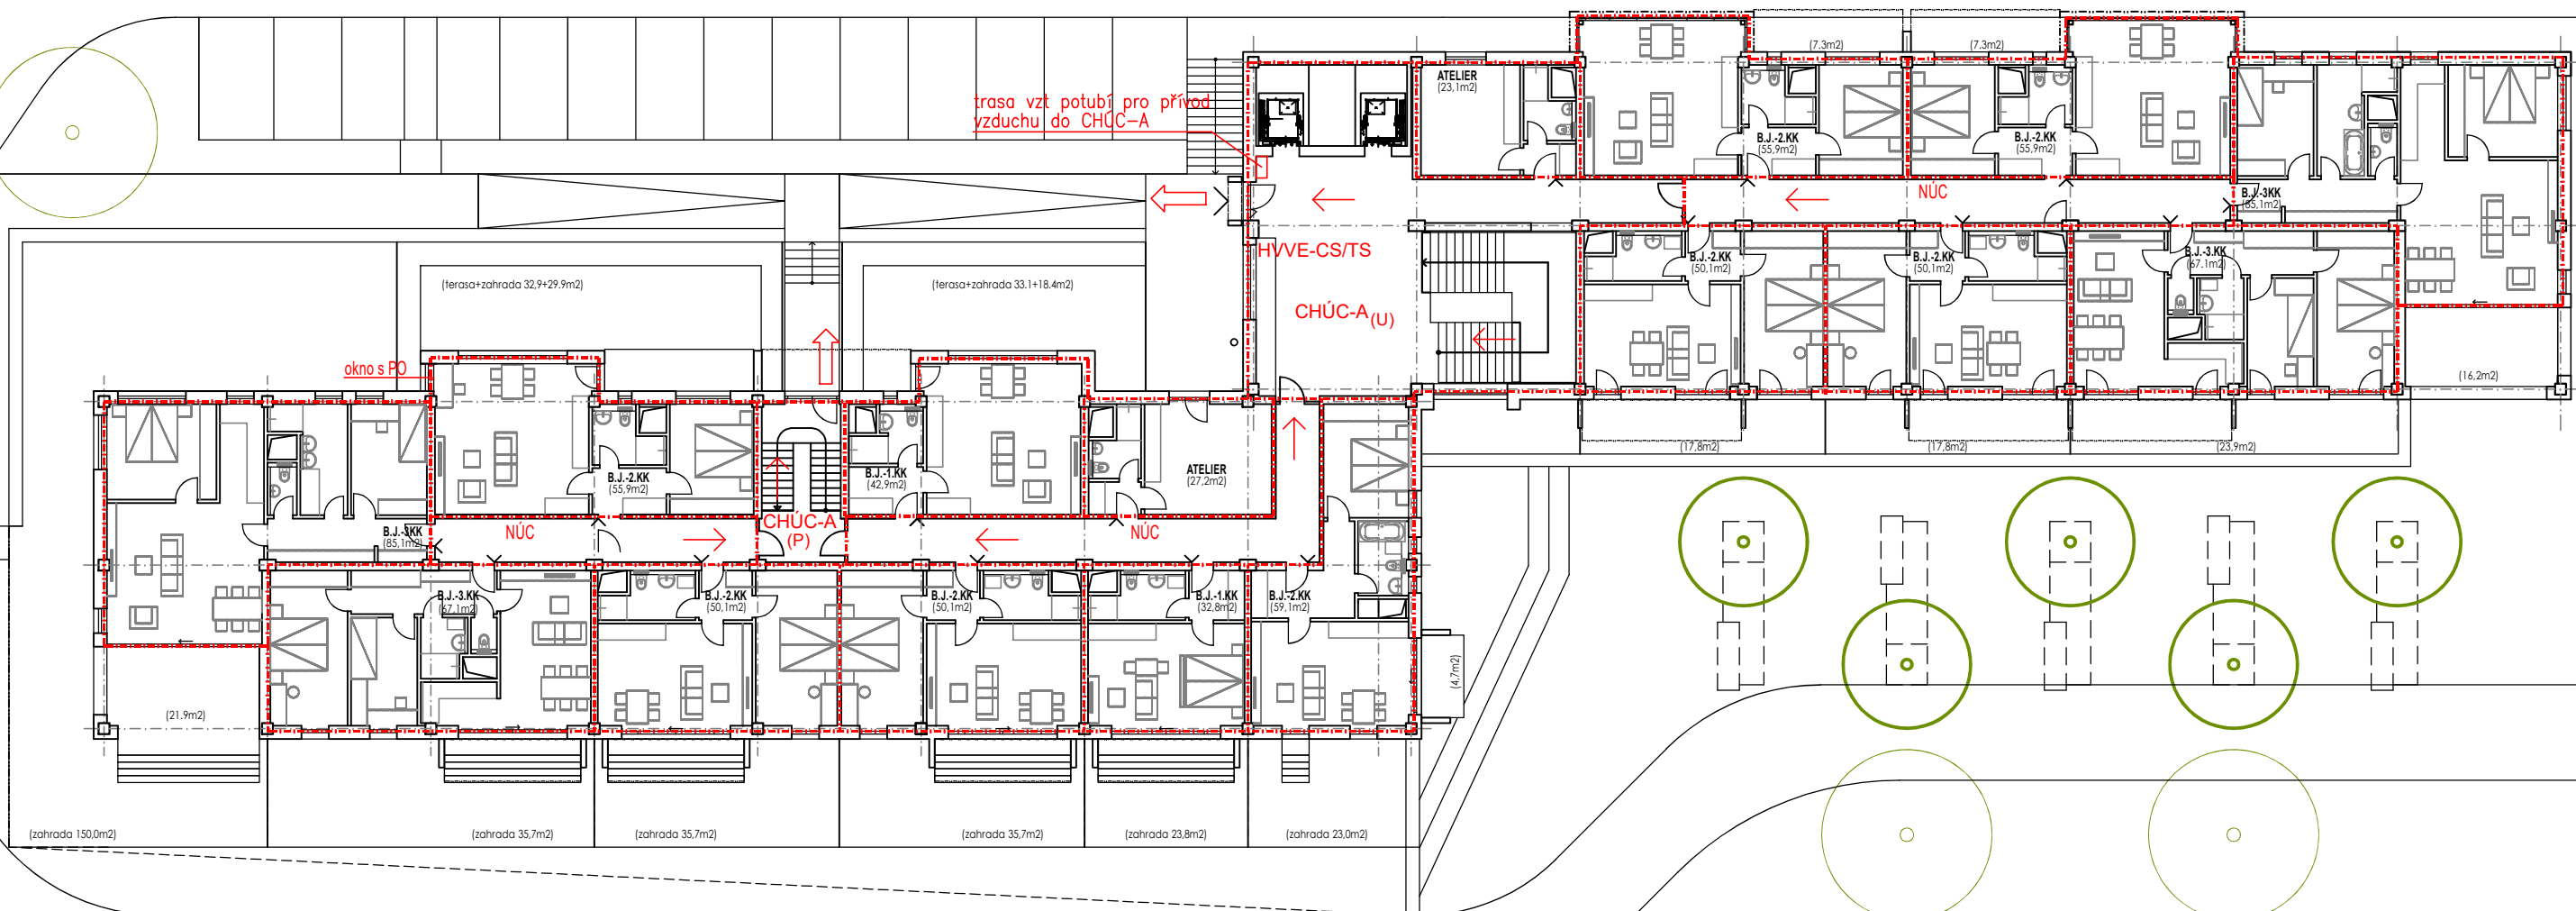 (7.3m2)
(7.3m2)
ATELIER
(23,1m2)
trasa vzt potubí pro přívod
vzduchu do CHÚC–A
B.J.-2.KK
(55,9m2)
B.J.-2.KK
(55,9m2)
NÚC
B.J.-3KK
(85,1m2)
HVVE-CS/TS
CHÚC-A (U)
B.J.-2.KK
(50,1m2)
B.J.-2.KK
(50,1m2)
B.J.-3.KK
(67,1m2)
(terasa+zahrada 32,9+29.9m2)
(terasa+zahrada 33.1+18,4m2)
okno s PO
(16,2m2)
(17,8m2)
(17,8m2)
(23,9m2)
B.J.-2.KK
(55,9m2)
B.J.-1.KK
(42,9m2)
ATELIER
(27,2m2)
CHÚC-A
(P)
NÚC
NÚC
B.J.-3KK
(85,1m2)
B.J.-3.KK
(67,1m2)
B.J.-2.KK
(50,1m2)
B.J.-2.KK
(50,1m2)
B.J.-1.KK
(32,8m2)
B.J.-2.KK
(59,1m2)
(4,7m2)
(21,9m2)
(zahrada 150,0m2)
(zahrada 35,7m2)
(zahrada 35,7m2)
(zahrada 35,7m2)
(zahrada 23,8m2)
(zahrada 23,0m2)